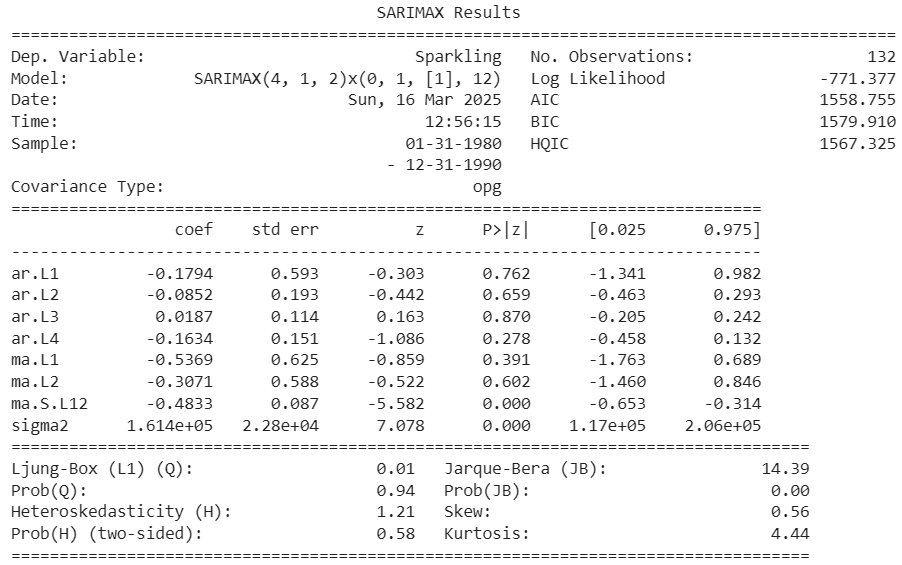 SARIMAX Results
============================================================================================
Dep. Variable:                            Sparkling   No. Observations:                  132
Model:             SARIMAX(4, 1, 2)x(0, 1, [1], 12)   Log Likelihood                -771.377
Date:                              Sun, 16 Mar 2025   AIC                           1558.755
Time:                                      12:56:15   BIC                           1579.910
Sample:                                  01-31-1980   HQIC                          1567.325
                                       - 12-31-1990
Covariance Type:                                opg
==============================================================================
                 coef    std err          z      P>|z|      [0.025      0.975]
------------------------------------------------------------------------------
ar.L1         -0.1794      0.593     -0.303      0.762      -1.341       0.982
ar.L2         -0.0852      0.193     -0.442      0.659      -0.463       0.293
ar.L3          0.0187      0.114      0.163      0.870      -0.205       0.242
ar.L4         -0.1634      0.151     -1.086      0.278      -0.458       0.132
ma.L1         -0.5369      0.625     -0.859      0.391      -1.763       0.689
ma.L2         -0.3071      0.588     -0.522      0.602      -1.460       0.846
ma.S.L12      -0.4833      0.087     -5.582      0.000      -0.653      -0.314
sigma2      1.614e+05   2.28e+04      7.078      0.000    1.17e+05    2.06e+05
===================================================================================
Ljung-Box (L1) (Q):                   0.01   Jarque-Bera (JB):                14.39
Prob(Q):                              0.94   Prob(JB):                         0.00
Heteroskedasticity (H):               1.21   Skew:                             0.56
Prob(H) (two-sided):                  0.58   Kurtosis:                         4.44
===================================================================================